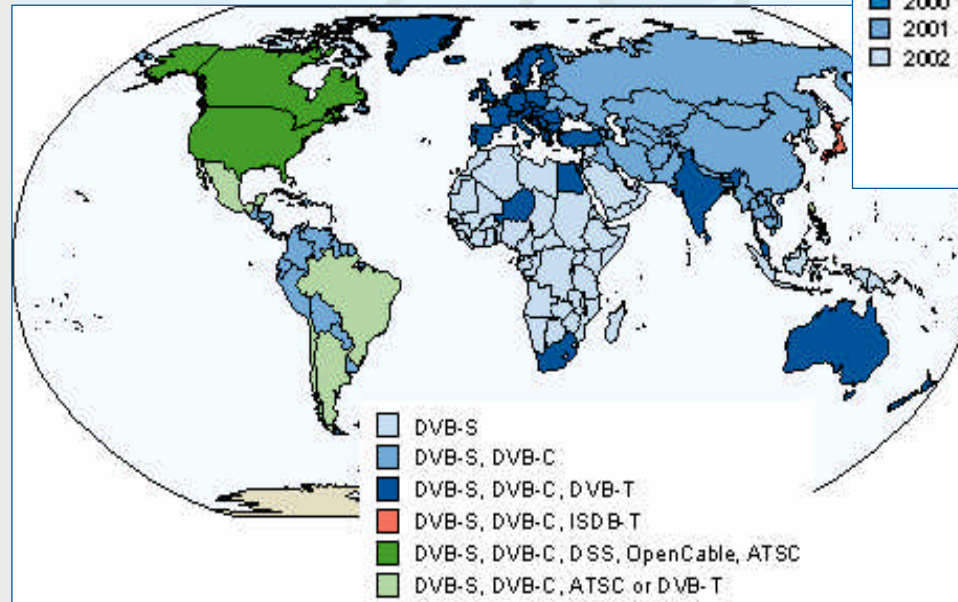 2000
2001
2002
DVB-S
DVB-S, DVB-C
DVB-S, DVB-C, DVB-T
DVB-S, DVB-C, ISDB-T
DVB-S, DVB-C, DSS, OpenCable, ATSC
DVB-S, DVB-C, ATSC or DVB-T